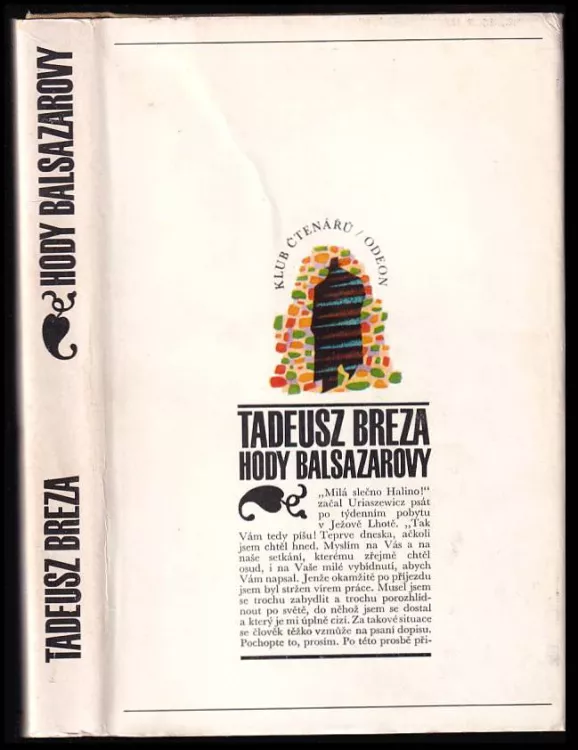 HODY BALSAZAROVY
TADEUSZ BREZA
KLUB ČTENÁŘŮ / ODEON
TADEUSZ BREZA
HODY BALSAZAROVY
„Milá slečno Halino!“
začal Uriaszewicz psát
po týdenním pobytu
v Ježově Lhotě. „Tak
Vám tedy píšu! Teprve dneska, ačkoli
jsem chtěl hned. Myslím na Vás a na
naše setkání, kterému zřejmě chtěl
osud, i na Vaše milé vybídnutí, abych
Vám napsal. Jenže okamžitě po příjezdu
jsem byl stržen vírem práce. Musel jsem
se trochu zabydlit a trochu porozhlíd-
nout po světě, do něhož jsem se dostal
a který je mi úplně cizí. Za takové situace
se člověk těžko vzmůže na psaní dopisu.
Pochopte to, prosím. Po této prosbě při-